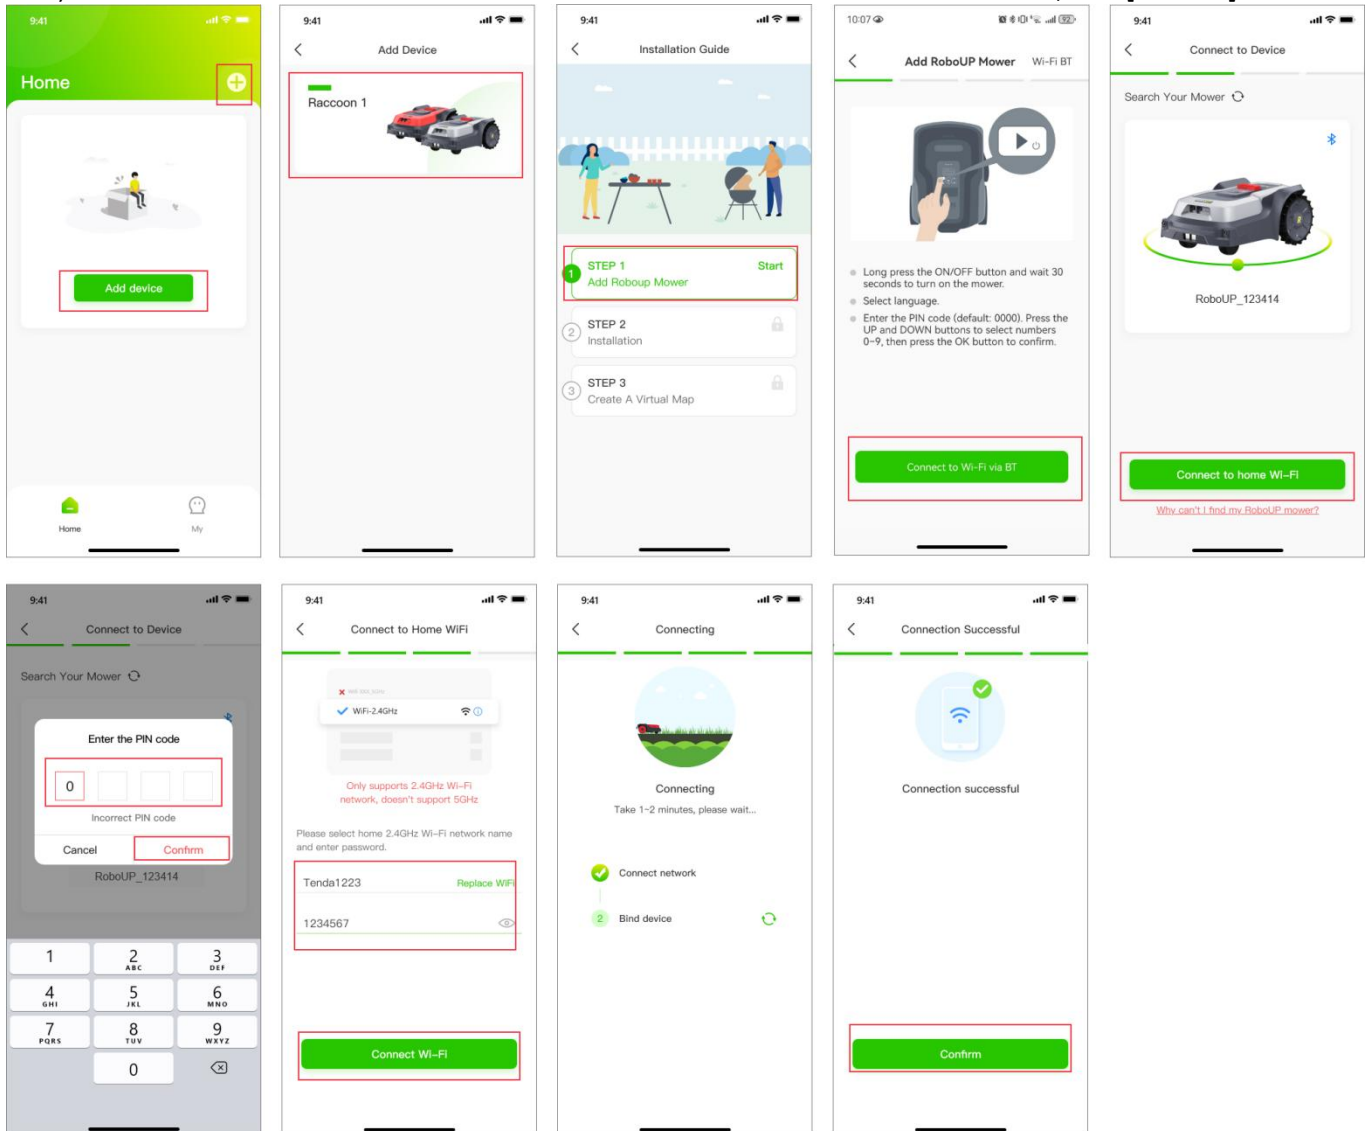 9:41
Home
Add device
Home
My
9:41
Add Device
Raccoon 1
9:41
Installation Guide
1
STEP 1
Start
Add Roboup Mower
2
STEP 2
Installation
3
STEP 3
Create A Virtual Map
10:07
92
Add RoboUP Mower
Wi-Fi BT
Long press the ON/OFF button and wait 30
seconds to turn on the mower.
Select language.
Enter the PIN code (default: 0000). Press the
UP and DOWN buttons to select numbers
0-9, then press the OK button to confirm.
Connect to Wi-Fi via BT
9:41
Connect to Device
Search Your Mower
RoboUP_123414
Connect to home Wi-Fi
Why can't I find my RoboUP mower?
9:41
Connect to Device
Search Your Mower
Enter the PIN code
0
Incorrect PIN code
Cancel
Confirm
RoboUP_123414
1
2
ABC
3
DEF
4
GHI
5
JKL
6
MNO
7
PQRS
8
TUV
9
WXYZ
0
9:41
Connect to Home WiFi
WiFi-2.4GHz
Only supports 2.4GHz Wi-Fi
network, doesn't support 5GHz
Please select home 2.4GHz Wi-Fi network name
and enter password.
Tenda1223
Replace WiFi
1234567
Connect Wi-Fi
9:41
Connecting
Connecting
Take 1-2 minutes, please wait...
Connect network
2
Bind device
9:41
Connection Successful
Connection successful
Confirm